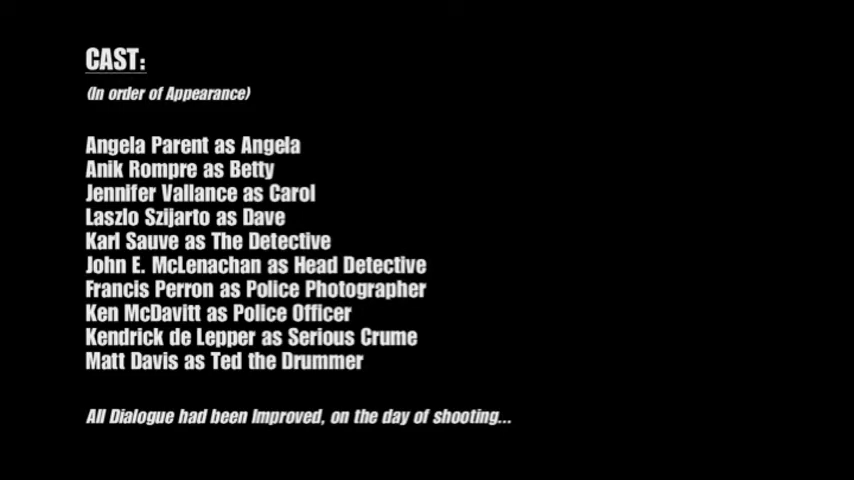 CAST:
(In order of Appearance)
Angela Parent as Angela
Anik Rompre as Betty
Jennifer Vallance as Carol
Laszlo Szijarto as Dave
Karl Sauve as The Detective
John E. McLenachan as Head Detective
Francis Perron as Police Photographer
Ken McDavitt as Police Officer
Kendrick de Lepper as Serious Crume
Matt Davis as Ted the Drummer
All Dialogue had been Improved, on the day of shooting...